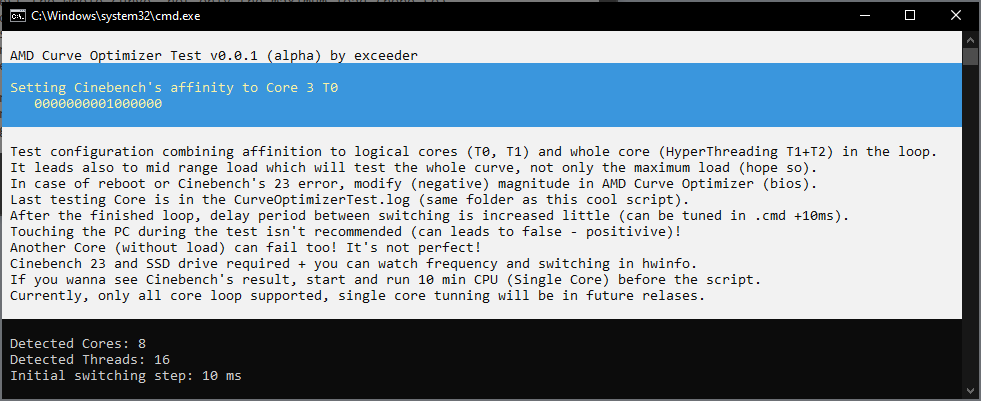 C:\Windows\system32\cmd.exe
AMD Curve Optimizer Test v0.0.1 (alpha) by exceeder
Setting Cinebench's affinity to Core 3 T0
0000000001000000
Test configuration combining affinition to logical cores (T0, T1) and whole core (HyperThreading T1+T2) in the loop.
It leads also to mid range load which will test the whole curve, not only the maximum load (hope so).
In case of reboot or Cinebench's 23 error, modify (negative) magnitude in AMD Curve Optimizer (bios).
Last testing Core is in the CurveOptimizerTest.log (same folder as this cool script).
After the finished loop, delay period between switching is increased little (can be tuned in .cmd +10ms).
Touching the PC during the test isn't recommended (can leads to false - positivive)!
Another Core (without load) can fail too! It's not perfect!
Cinebench 23 and SSD drive required + you can watch frequency and switching in hwinfo.
If you wanna see Cinebench's result, start and run 10 min CPU (Single Core) before the script.
Currently, only all core loop supported, single core tunning will be in future relases.
Detected Cores: 8
Detected Threads: 16
Initial switching step: 10 ms